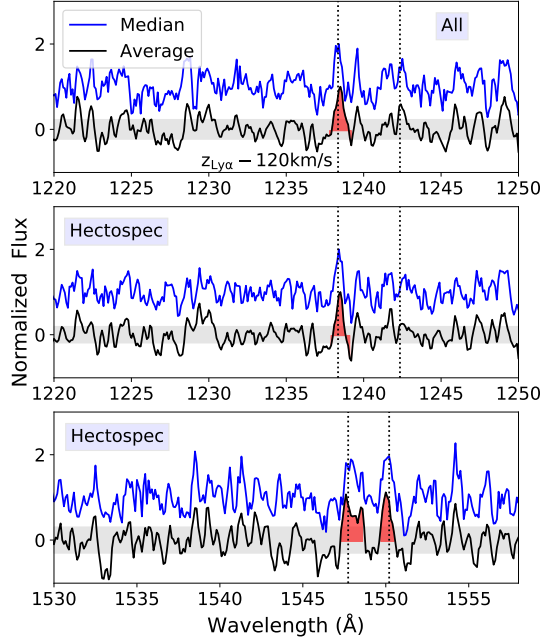 Median
Average
All
2
0
z_Lyα − 120km/s
1220 1225 1230 1235 1240 1245 1250
Hectospec
2
0
1220 1225 1230 1235 1240 1245 1250
Normalized Flux
Hectospec
2
0
1530 1535 1540 1545 1550 1555
Wavelength (Å)